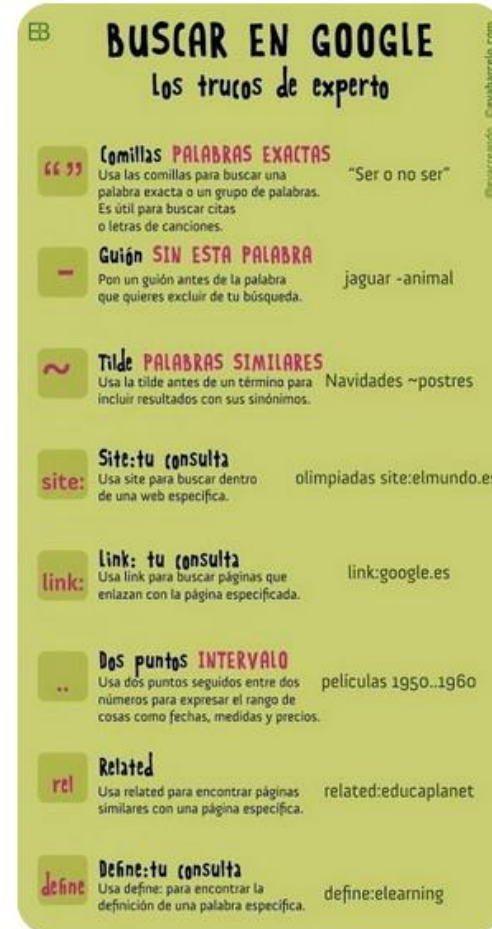 EB
BUSCAR EN GOOGLE
Los trucos de experto
“ ”
Comillas PALABRAS EXACTAS
Usa las comillas para buscar una
palabra exacta o un grupo de palabras.
Es útil para buscar citas
o letras de canciones.
“Ser o no ser”
-
Guión SIN ESTA PALABRA
Pon un guión antes de la palabra
que quieres excluir de tu búsqueda.
jaguar -animal
~
Tilde PALABRAS SIMILARES
Usa la tilde antes de un término para
incluir resultados con sus sinónimos.
Navidades ~postres
site:
Site:tu consulta
Usa site para buscar dentro
de una web específica.
olimpiadas site:elmundo.es
link:
Link: tu consulta
Usa link para buscar páginas que
enlazan con la página especificada.
link:google.es
..
Dos puntos INTERVALO
Usa dos puntos seguidos entre dos
números para expresar el rango de
cosas como fechas, medidas y precios.
películas 1950..1960
rel
Related
Usa related para encontrar páginas
similares con una página específica.
related:educaplanet
define
Define:tu consulta
Usa define: para encontrar la
definición de una palabra específica.
define:elearning